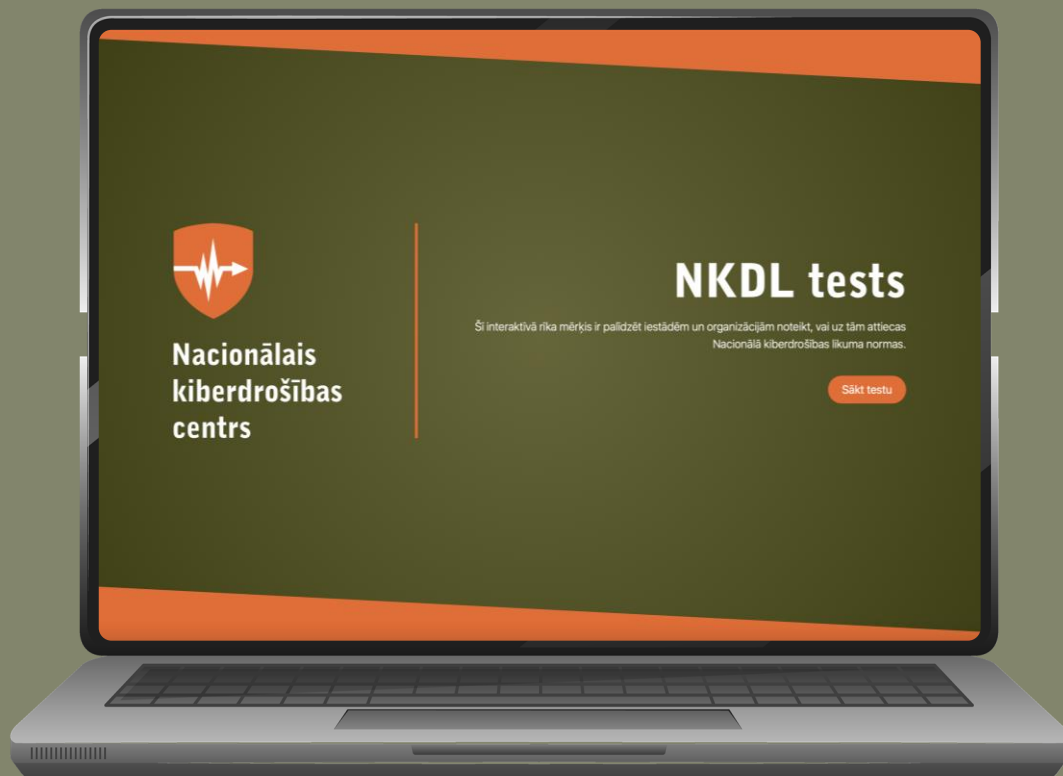 Nacionālais
kiberdrošības
centrs
NKDL tests
Šī interaktīvā rīka mērķis ir palīdzēt iestādēm un organizācijām noteikt, vai uz tām attiecas
Nacionālā kiberdrošības likuma normas.
Sākt testu